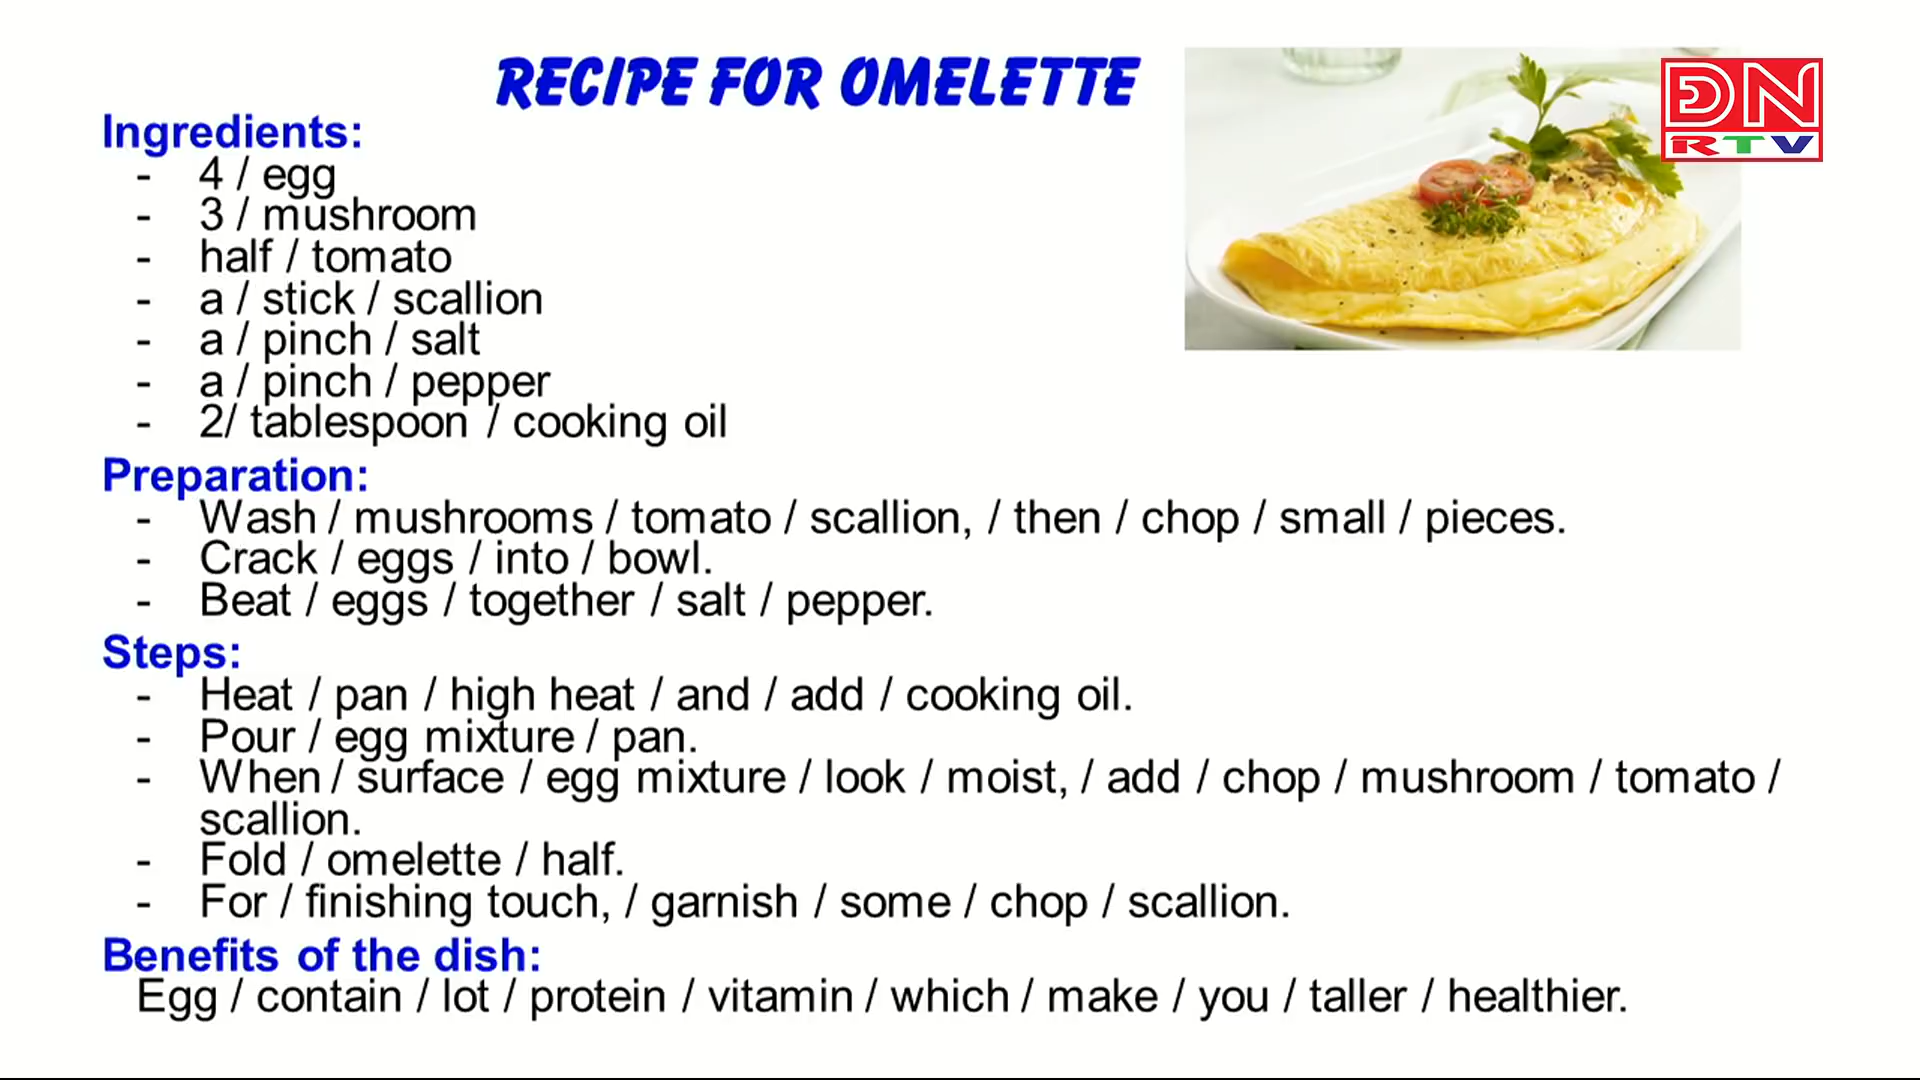 RECIPE FOR OMELETTE
ĐN
RTV
Ingredients:
- 4 / egg
- 3 / mushroom
- half / tomato
- a / stick / scallion
- a / pinch / salt
- a / pinch / pepper
- 2/ tablespoon / cooking oil
Preparation:
- Wash / mushrooms / tomato / scallion, / then / chop / small / pieces.
- Crack / eggs / into / bowl.
- Beat / eggs / together / salt / pepper.
Steps:
- Heat / pan / high heat / and / add / cooking oil.
- Pour / egg mixture / pan.
- When / surface / egg mixture / look / moist, / add / chop / mushroom / tomato /
scallion.
- Fold / omelette / half.
- For / finishing touch, / garnish / some / chop / scallion.
Benefits of the dish:
Egg / contain / lot / protein / vitamin / which / make / you / taller / healthier.